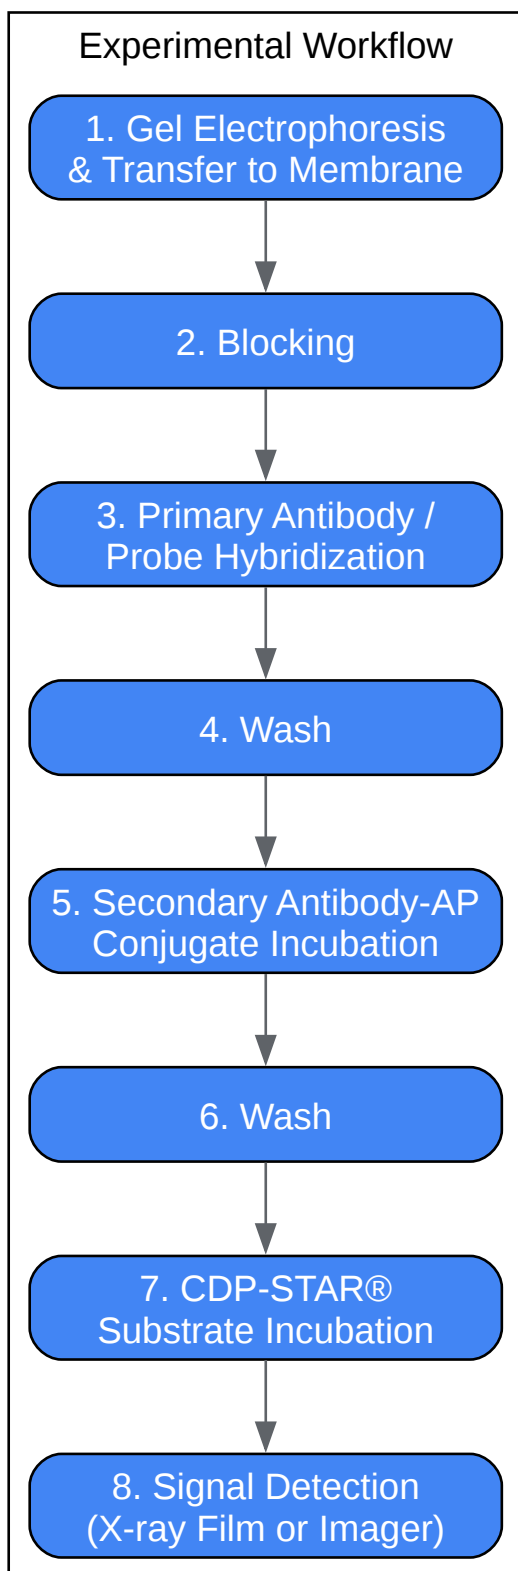 Experimental Workflow
1. Gel Electrophoresis
& Transfer to Membrane
2. Blocking
3. Primary Antibody /
Probe Hybridization
4. Wash
5. Secondary Antibody-AP
Conjugate Incubation
6. Wash
7. CDP-STAR®
Substrate Incubation
8. Signal Detection
(X-ray Film or Imager)